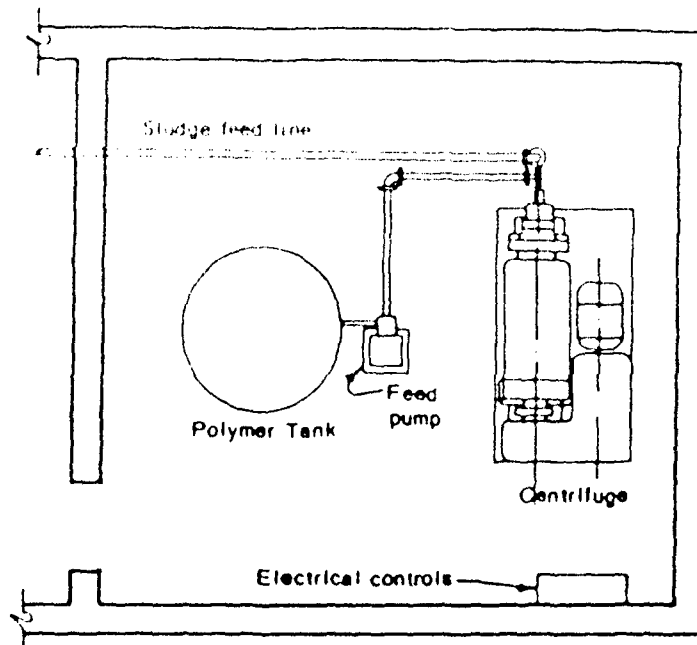 Sludge feed line
Feed
pump
Polymer Tank
Centrifuge
Electrical controls